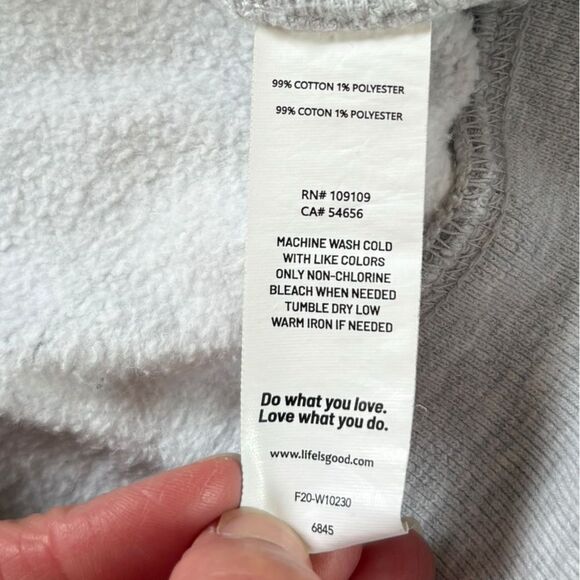 99% COTTON 1% POLYESTER
99% COTON 1% POLYESTER
RN# 109109
CA# 54656
MACHINE WASH COLD
WITH LIKE COLORS
ONLY NON-CHLORINE
BLEACH WHEN NEEDED
TUMBLE DRY LOW
WARM IRON IF NEEDED
Do what you love.
Love what you do.
www.lifeisgood.com
F20-W10230
6845